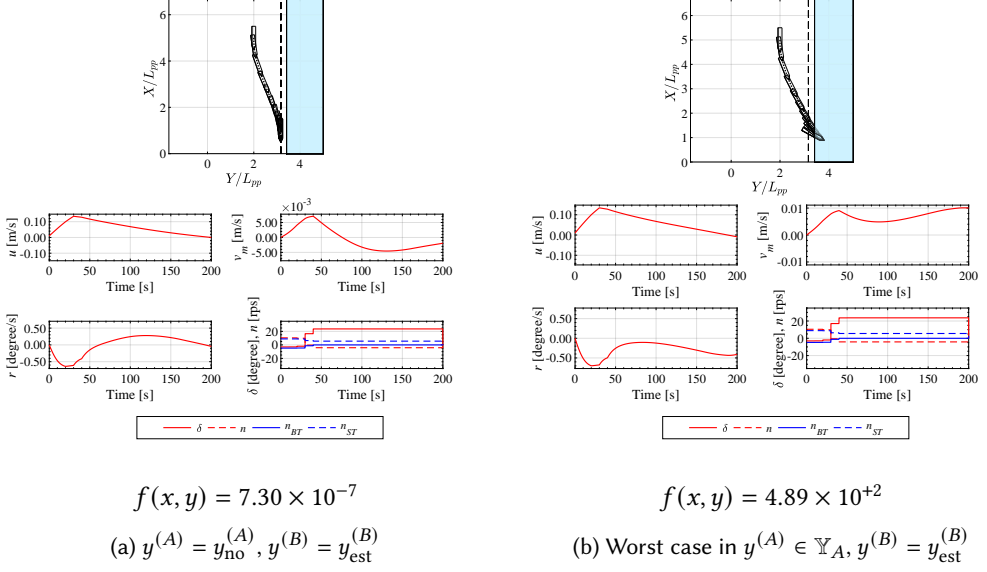 6
4
2
0
X/L_pp
0 2 4
Y/L_pp
0.10
0.00
-0.10
u [m/s]
0 50 100 150 200
Time [s]
×10^-3
5.00
0.00
-5.00
v_m [m/s]
0 50 100 150 200
Time [s]
0.50
0.00
-0.50
r [degree/s]
0 50 100 150 200
Time [s]
20
0
-20
δ [degree], n [rps]
0 50 100 150 200
Time [s]
δ n n_BT n_ST
f(x, y) = 7.30 × 10^-7
(a) y^(A) = y_no^(A), y^(B) = y_est^(B)
6
5
4
3
2
1
0
X/L_pp
0 2 4
Y/L_pp
0.10
0.00
-0.10
u [m/s]
0 50 100 150 200
Time [s]
0.01
0.00
-0.01
v_m [m/s]
0 50 100 150 200
Time [s]
0.50
0.00
-0.50
r [degree/s]
0 50 100 150 200
Time [s]
20
0
-20
δ [degree], n [rps]
0 50 100 150 200
Time [s]
δ n n_BT n_ST
f(x, y) = 4.89 × 10^+2
(b) Worst case in y^(A) ∈ 𝕐_A, y^(B) = y_est^(B)